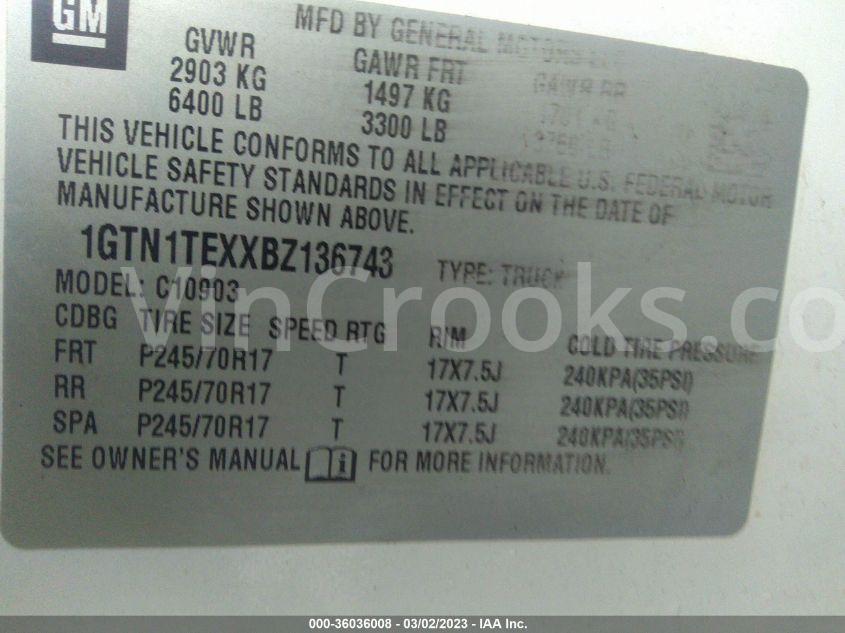 GM
MFD BY GENERAL MOTORS LLC
GVWR GAWR FRT GAWR RR
2903 KG 1497 KG
6400 LB 3300 LB
THIS VEHICLE CONFORMS TO ALL APPLICABLE U.S. FEDERAL MOTOR
VEHICLE SAFETY STANDARDS IN EFFECT ON THE DATE OF
MANUFACTURE SHOWN ABOVE.
1GTN1TEXXBZ136743 TYPE: TRUCK
MODEL: C10903
CDBG TIRE SIZE SPEED RTG RIM COLD TIRE PRESSURE
FRT P245/70R17 T 17X7.5J 240KPA(35PSI)
RR P245/70R17 T 17X7.5J 240KPA(35PSI)
SPA P245/70R17 T 17X7.5J 240KPA(35PSI)
SEE OWNER'S MANUAL i FOR MORE INFORMATION.
VinCrooks.co
000-36036008 - 03/02/2023 - IAA Inc.